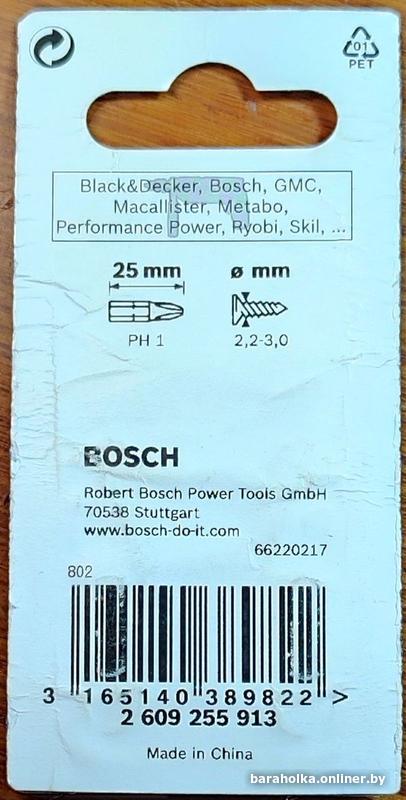 01
PET
Black&Decker, Bosch, GMC,
Macallister, Metabo,
Performance Power, Ryobi, Skil, ...
25 mm ø mm
PH 1 2,2-3,0
BOSCH
Robert Bosch Power Tools GmbH
70538 Stuttgart
www.bosch-do-it.com
66220217
802
3 165140 389822 >
2 609 255 913
Made in China
baraholka.onliner.by